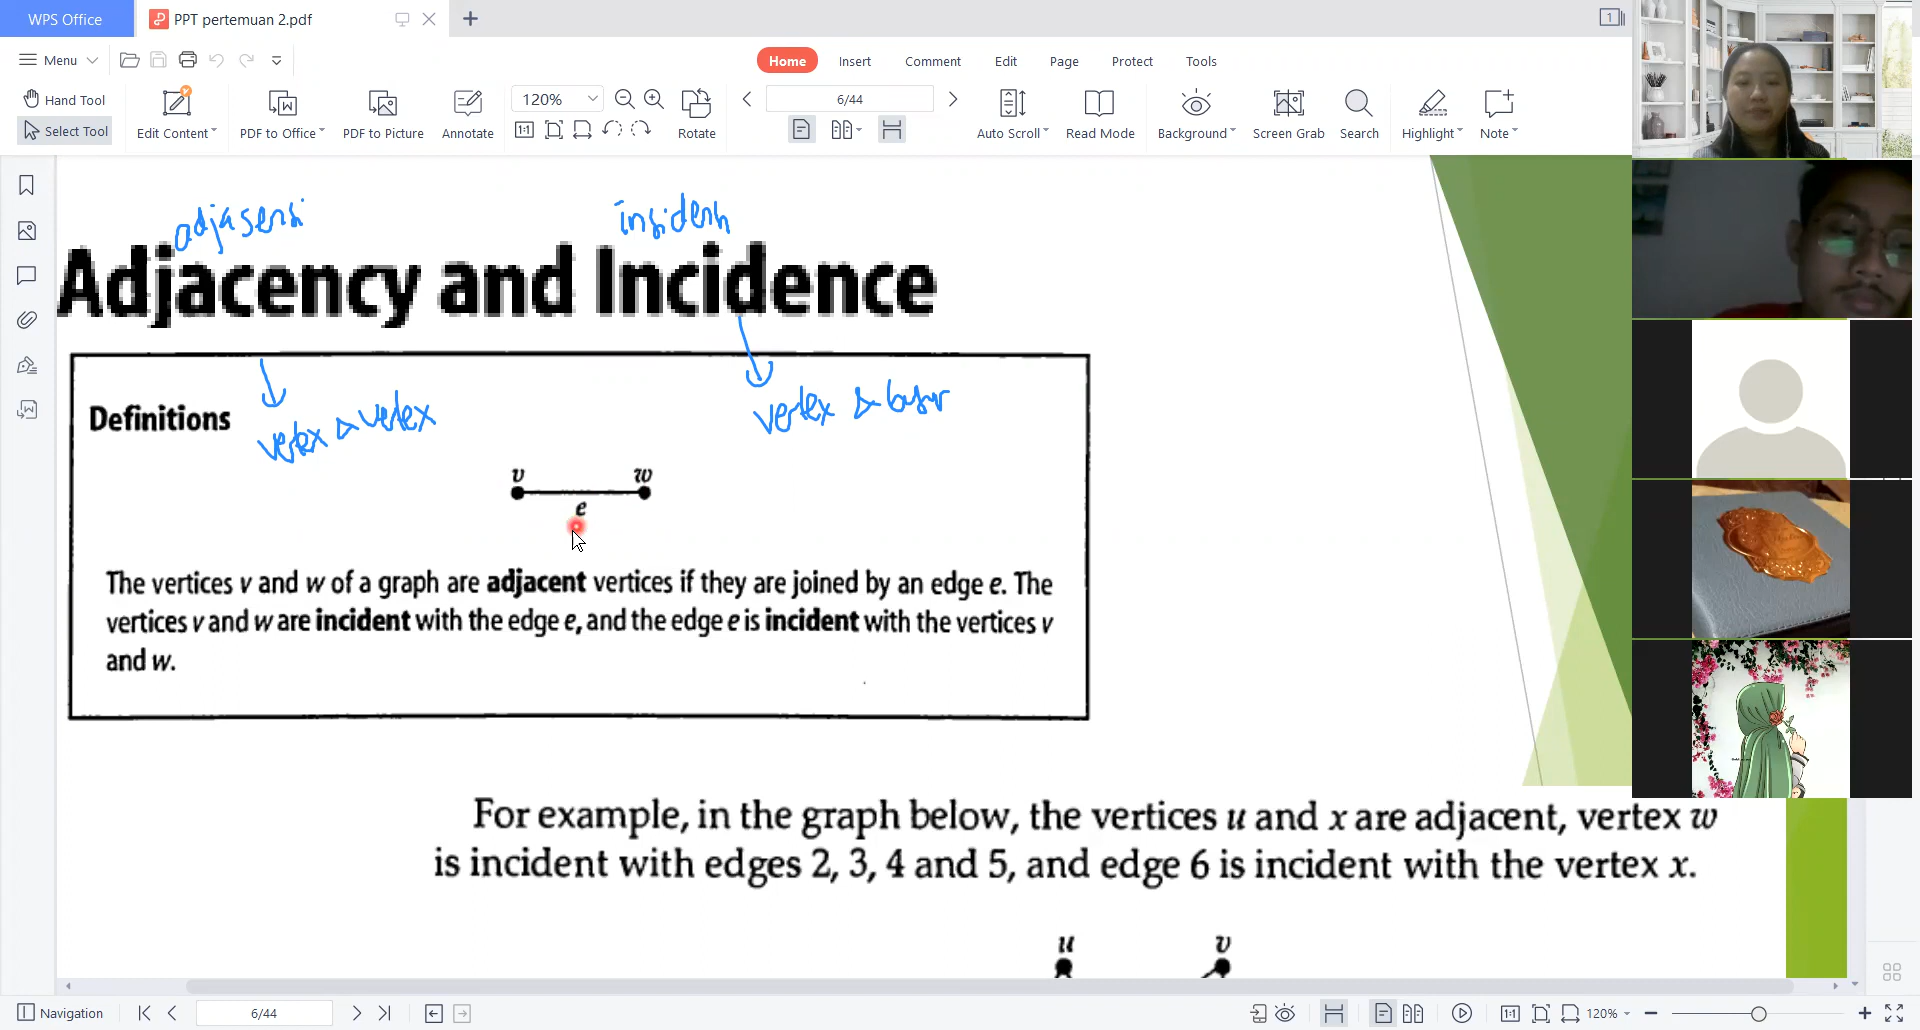 WPS Office
PPT pertemuan 2.pdf
Menu
Home
Insert
Comment
Edit
Page
Protect
Tools
Hand Tool
Select Tool
Edit Content
PDF to Office
PDF to Picture
Annotate
120%
Rotate
6/44
Auto Scroll
Read Mode
Background
Screen Grab
Search
Highlight
Note
adjasensi
insidensi
Adjacency and Incidence
Definitions
vertex & vertex
vertex & busur
v w
e
The vertices v and w of a graph are adjacent vertices if they are joined by an edge e. The
vertices v and w are incident with the edge e, and the edge e is incident with the vertices v
and w.
For example, in the graph below, the vertices u and x are adjacent, vertex w
is incident with edges 2, 3, 4 and 5, and edge 6 is incident with the vertex x.
u v
Navigation
6/44
120%